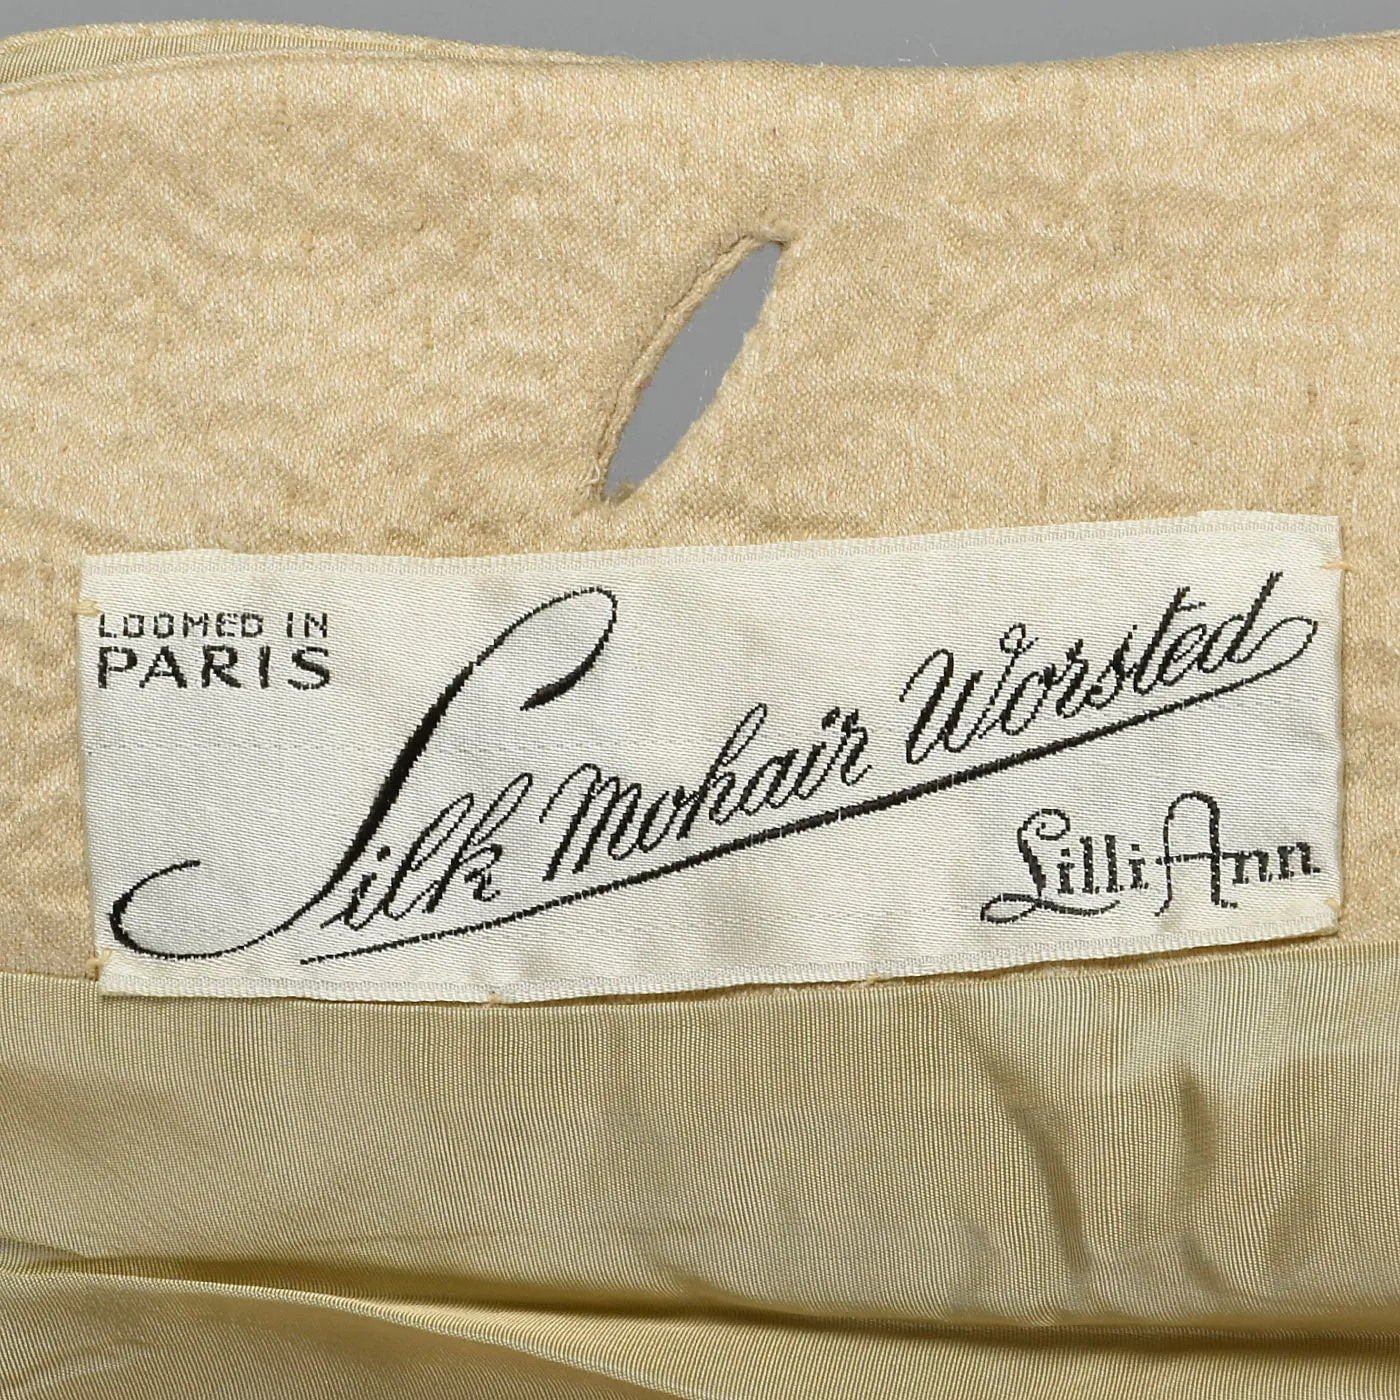 LOOMED IN
PARIS
Silk Mohair Worsted
Lilli Ann